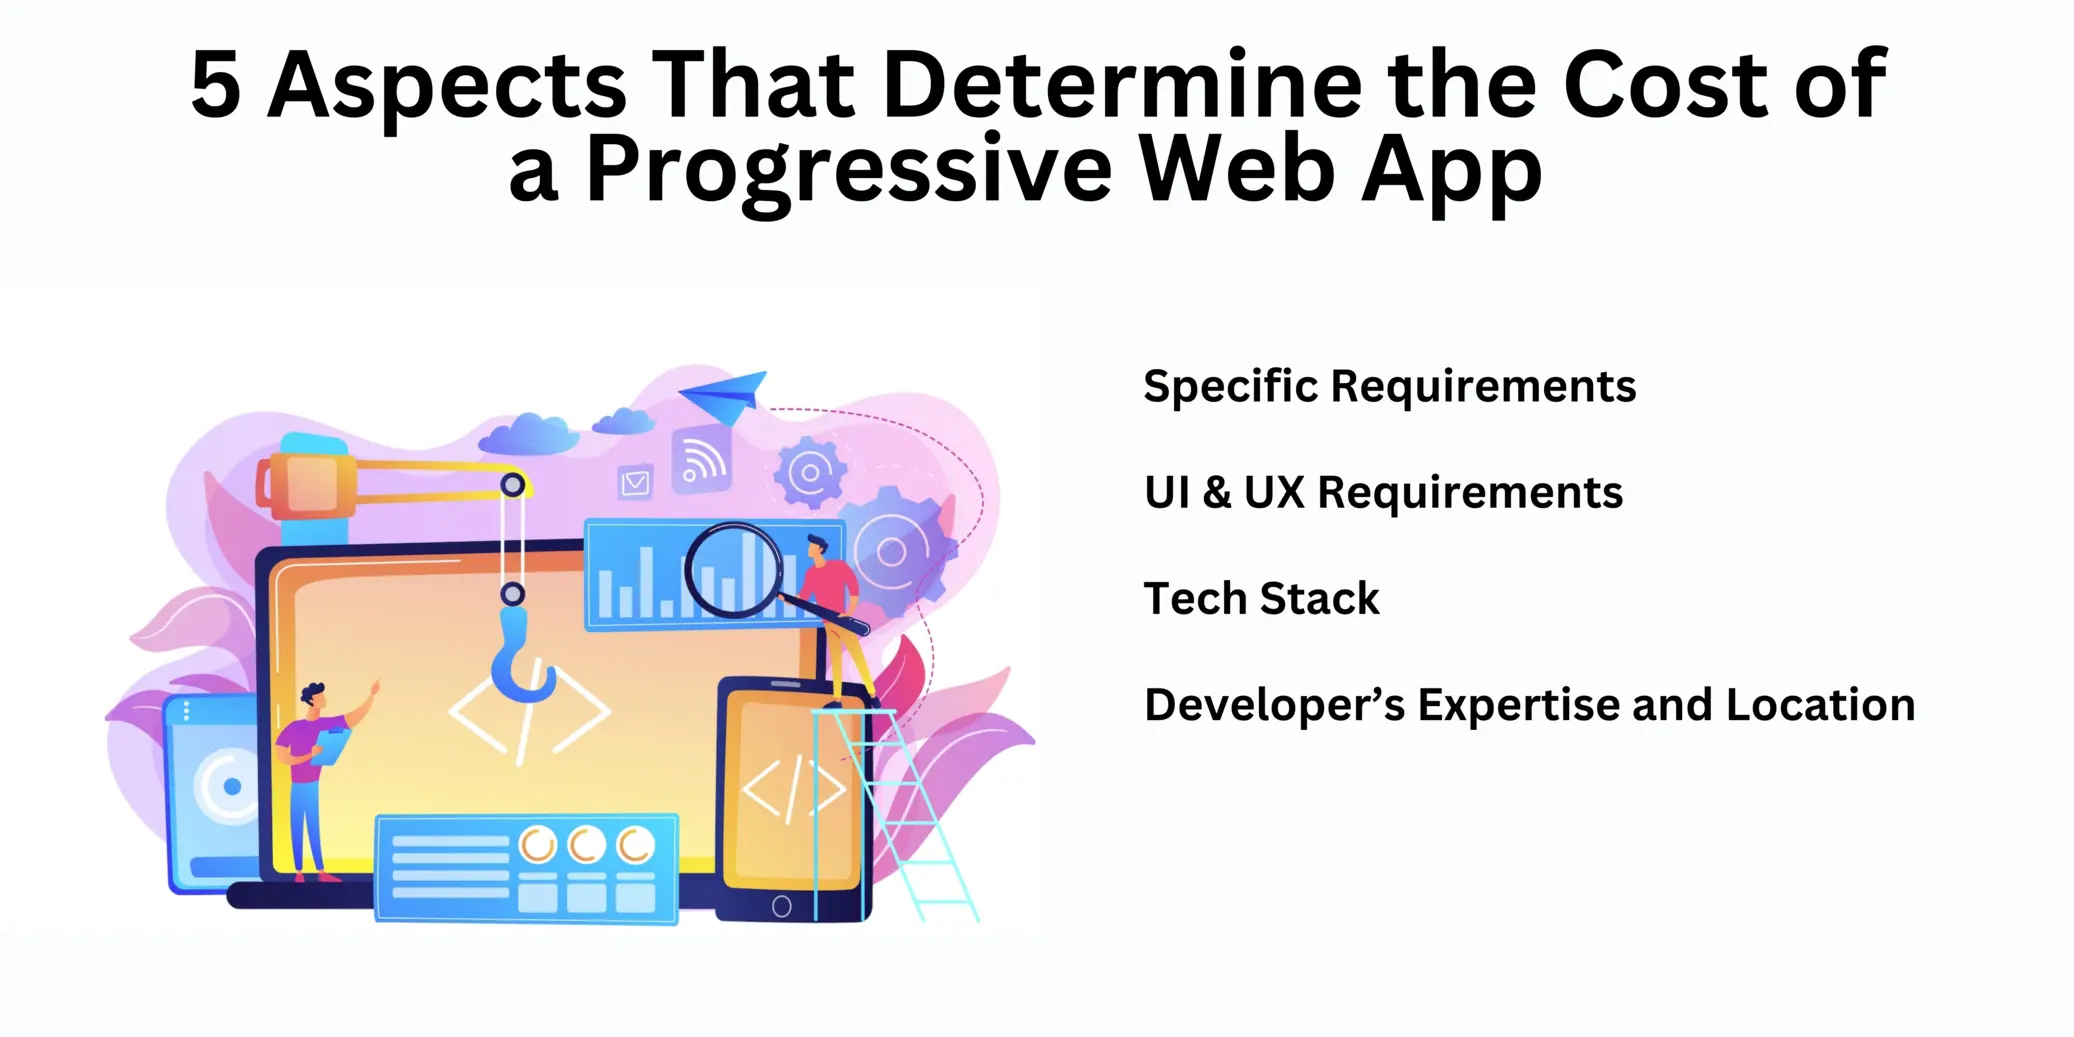 5 Aspects That Determine the Cost of
a Progressive Web App
Specific Requirements
UI & UX Requirements
Tech Stack
Developer’s Expertise and Location